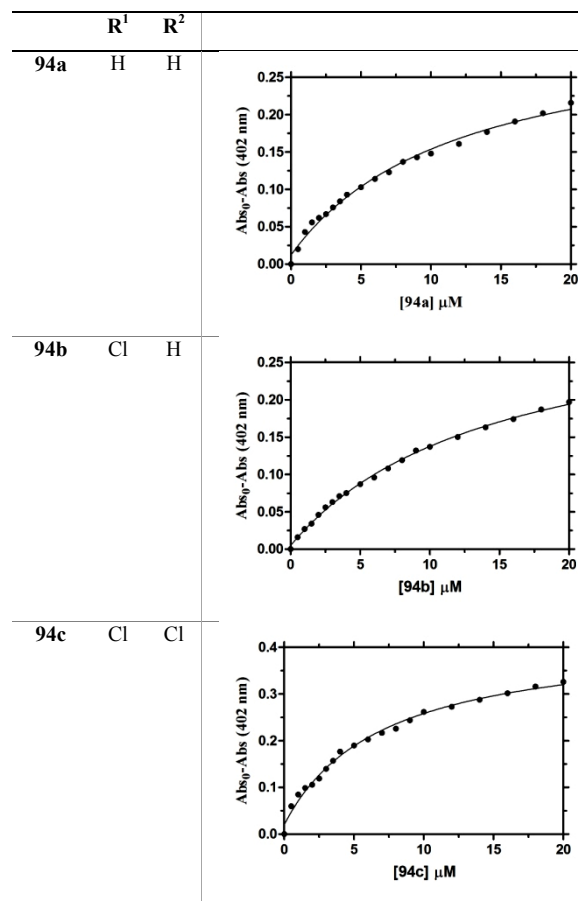 R¹ R²
94a H H
0.25
0.20
0.15
0.10
0.05
0.00
Abs₀-Abs (402 nm)
0 5 10 15 20
[94a] µM
94b Cl H
0.25
0.20
0.15
0.10
0.05
0.00
Abs₀-Abs (402 nm)
0 5 10 15 20
[94b] µM
94c Cl Cl
0.4
0.3
0.2
0.1
0.0
Abs₀-Abs (402 nm)
0 5 10 15 20
[94c] µM